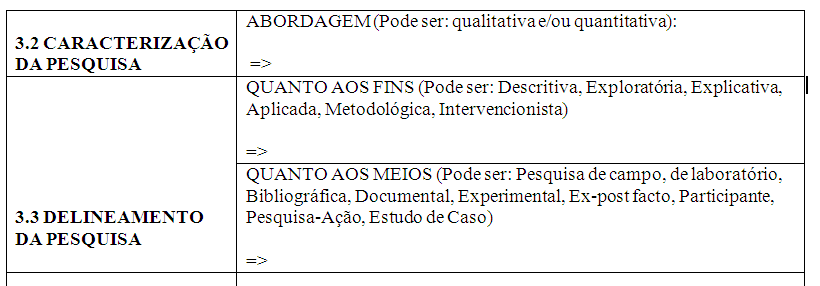 3.2 CARACTERIZAÇÃO
DA PESQUISA
ABORDAGEM (Pode ser: qualitativa e/ou quantitativa):
=>
3.3 DELINEAMENTO
DA PESQUISA
QUANTO AOS FINS (Pode ser: Descritiva, Exploratória, Explicativa,
Aplicada, Metodológica, Intervencionista)
=>
QUANTO AOS MEIOS (Pode ser: Pesquisa de campo, de laboratório,
Bibliográfica, Documental, Experimental, Ex-post facto, Participante,
Pesquisa-Ação, Estudo de Caso)
=>